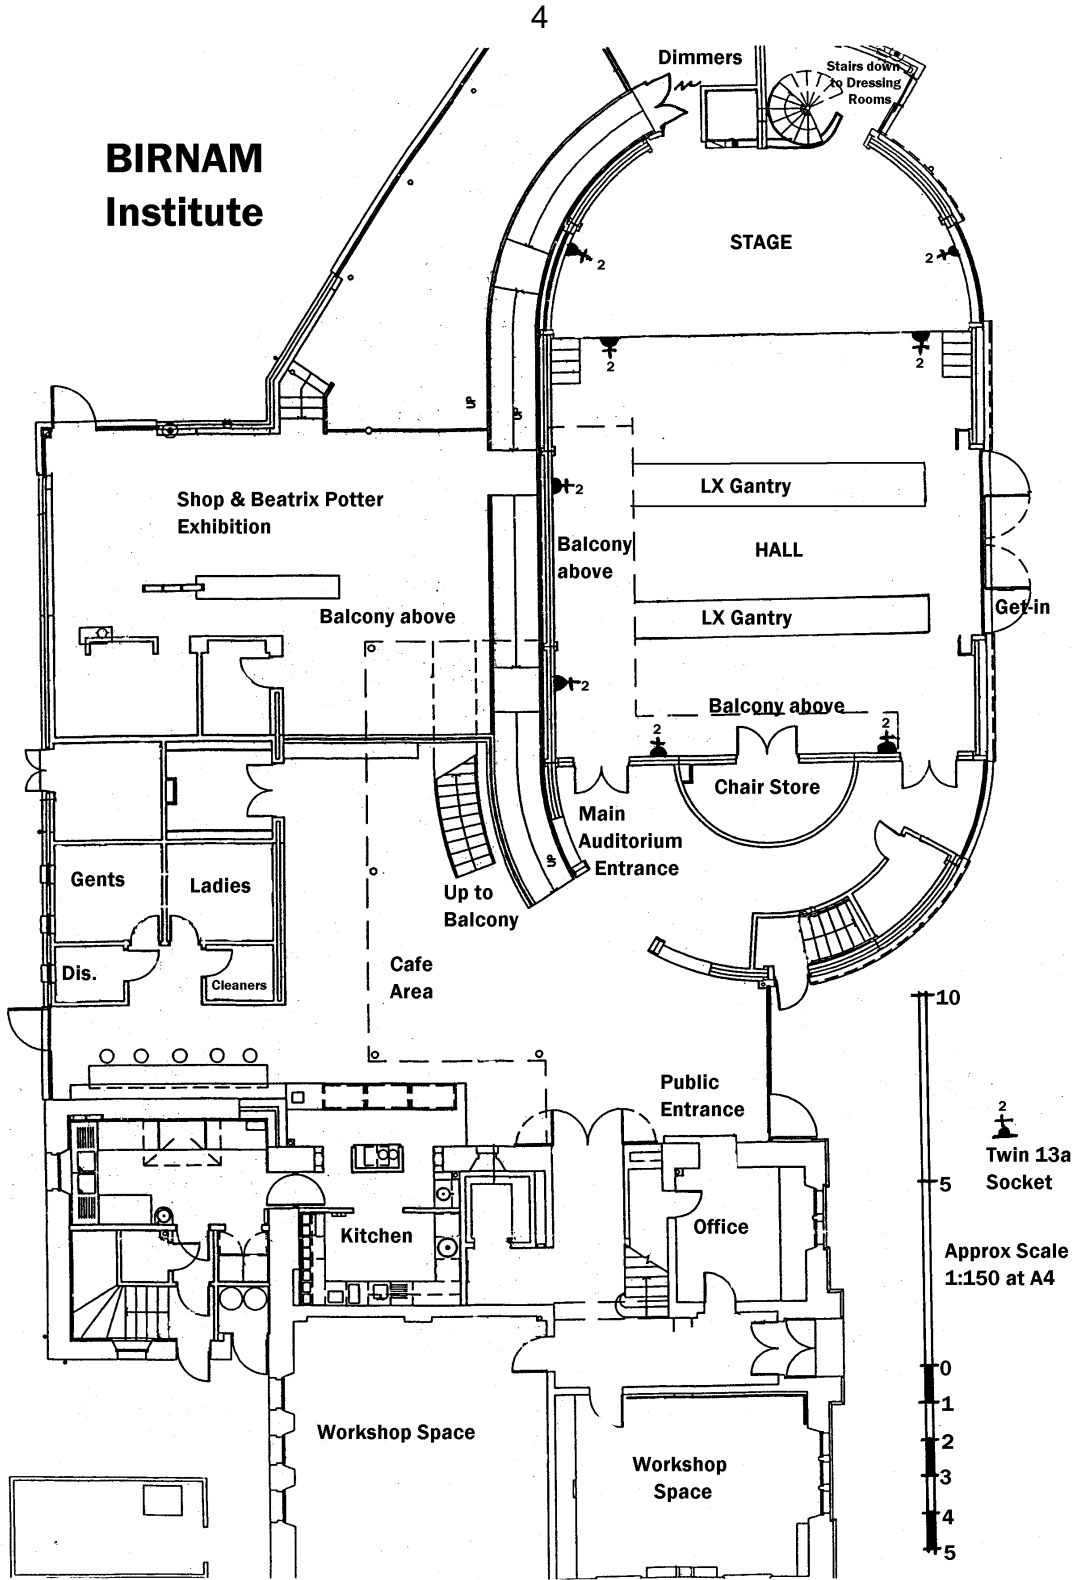 4
Dimmers
Stairs down
to Dressing
Rooms
BIRNAM
Institute
STAGE
2
2
2
2
UP
UP
Shop & Beatrix Potter
Exhibition
2
LX Gantry
Balcony
above
HALL
LX Gantry
Get-in
Balcony above
2
Balcony above
2
2
Chair Store
Main
Auditorium
Entrance
UP
Gents
Ladies
Up to
Balcony
Dis.
Cleaners
Cafe
Area
10
Public
Entrance
2
Twin 13a
Socket
5
Office
Kitchen
Approx Scale
1:150 at A4
0
1
2
3
4
5
Workshop Space
Workshop
Space